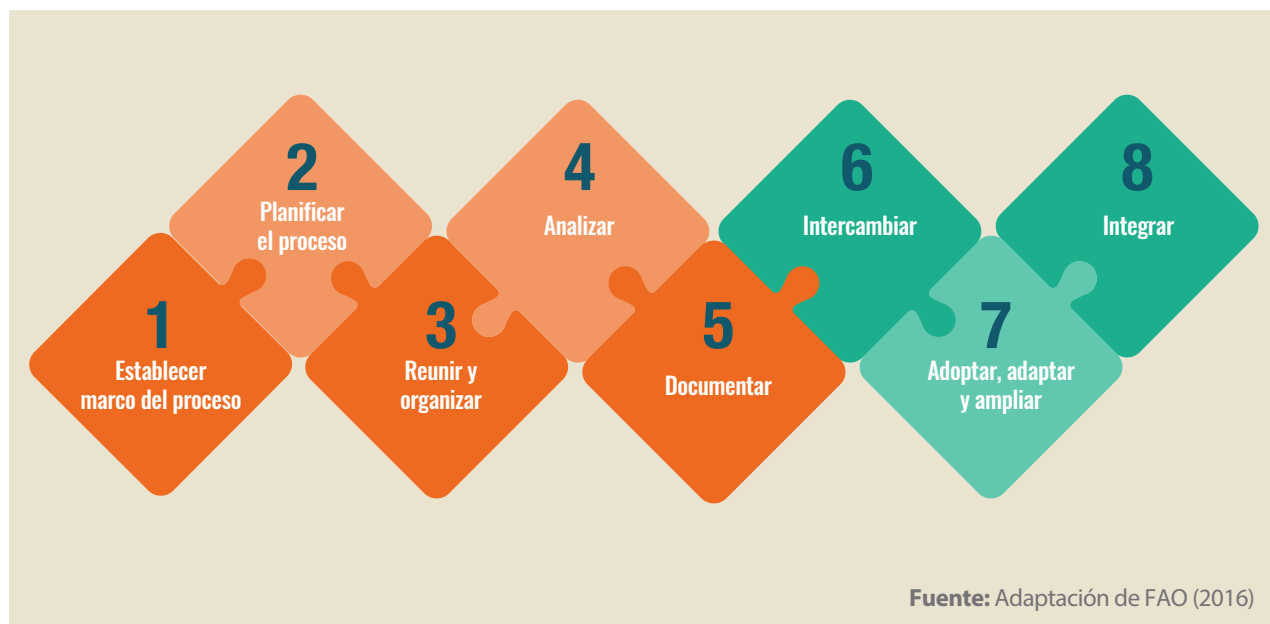 1
Establecer
marco del proceso
2
Planificar
el proceso
3
Reunir y
organizar
4
Analizar
5
Documentar
6
Intercambiar
7
Adoptar, adaptar
y ampliar
8
Integrar
Fuente: Adaptación de FAO (2016)